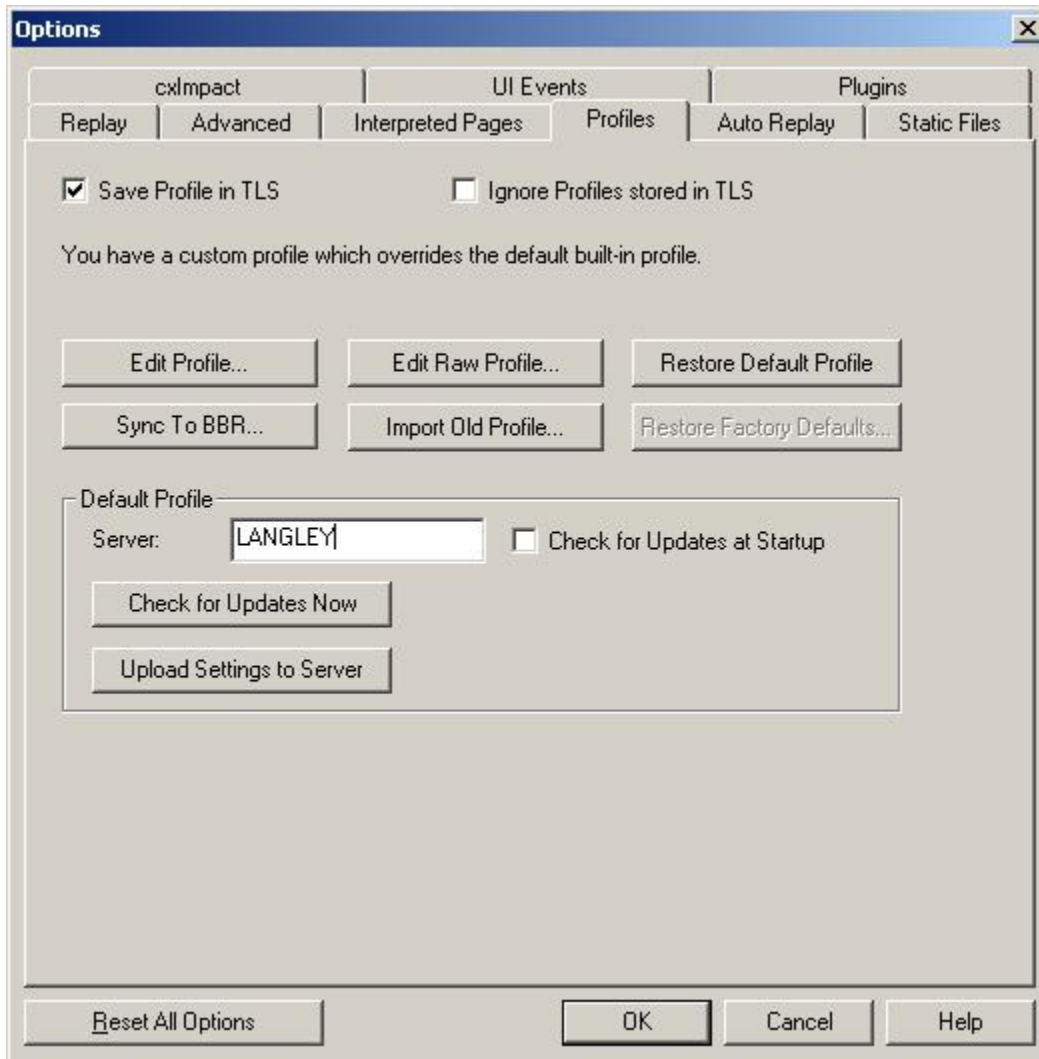 Options
cxImpact UI Events Plugins
Replay Advanced Interpreted Pages Profiles Auto Replay Static Files
Save Profile in TLS Ignore Profiles stored in TLS
You have a custom profile which overrides the default built-in profile.
Edit Profile... Edit Raw Profile... Restore Default Profile
Sync To BBR... Import Old Profile... Restore Factory Defaults...
Default Profile
Server: LANGLEY Check for Updates at Startup
Check for Updates Now
Upload Settings to Server
Reset All Options OK Cancel Help